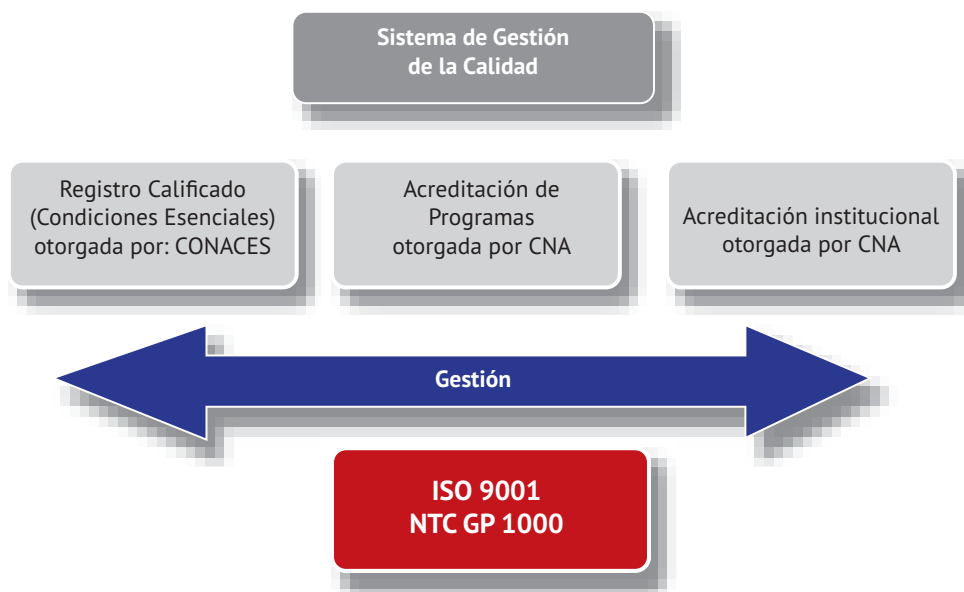 Sistema de Gestión
de la Calidad
Registro Calificado
(Condiciones Esenciales)
otorgada por: CONACES
Acreditación de
Programas
otorgada por CNA
Acreditación institucional
otorgada por CNA
Gestión
ISO 9001
NTC GP 1000